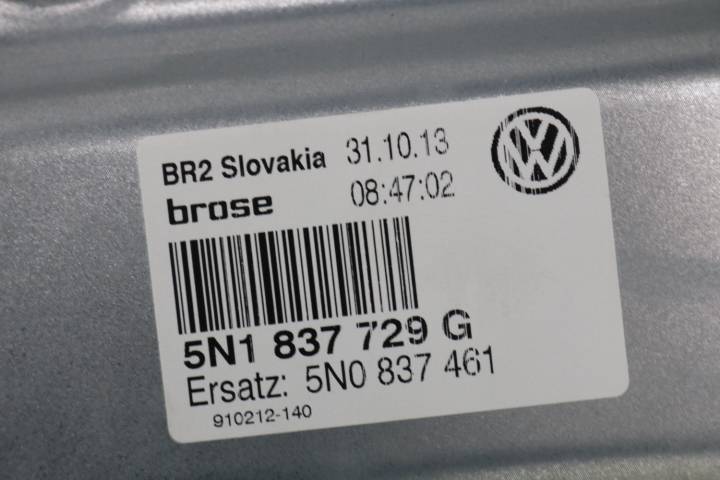 BR2 Slovakia 31.10.13
brose 08:47:02
5N1 837 729 G
Ersatz: 5N0 837 461
910212-140